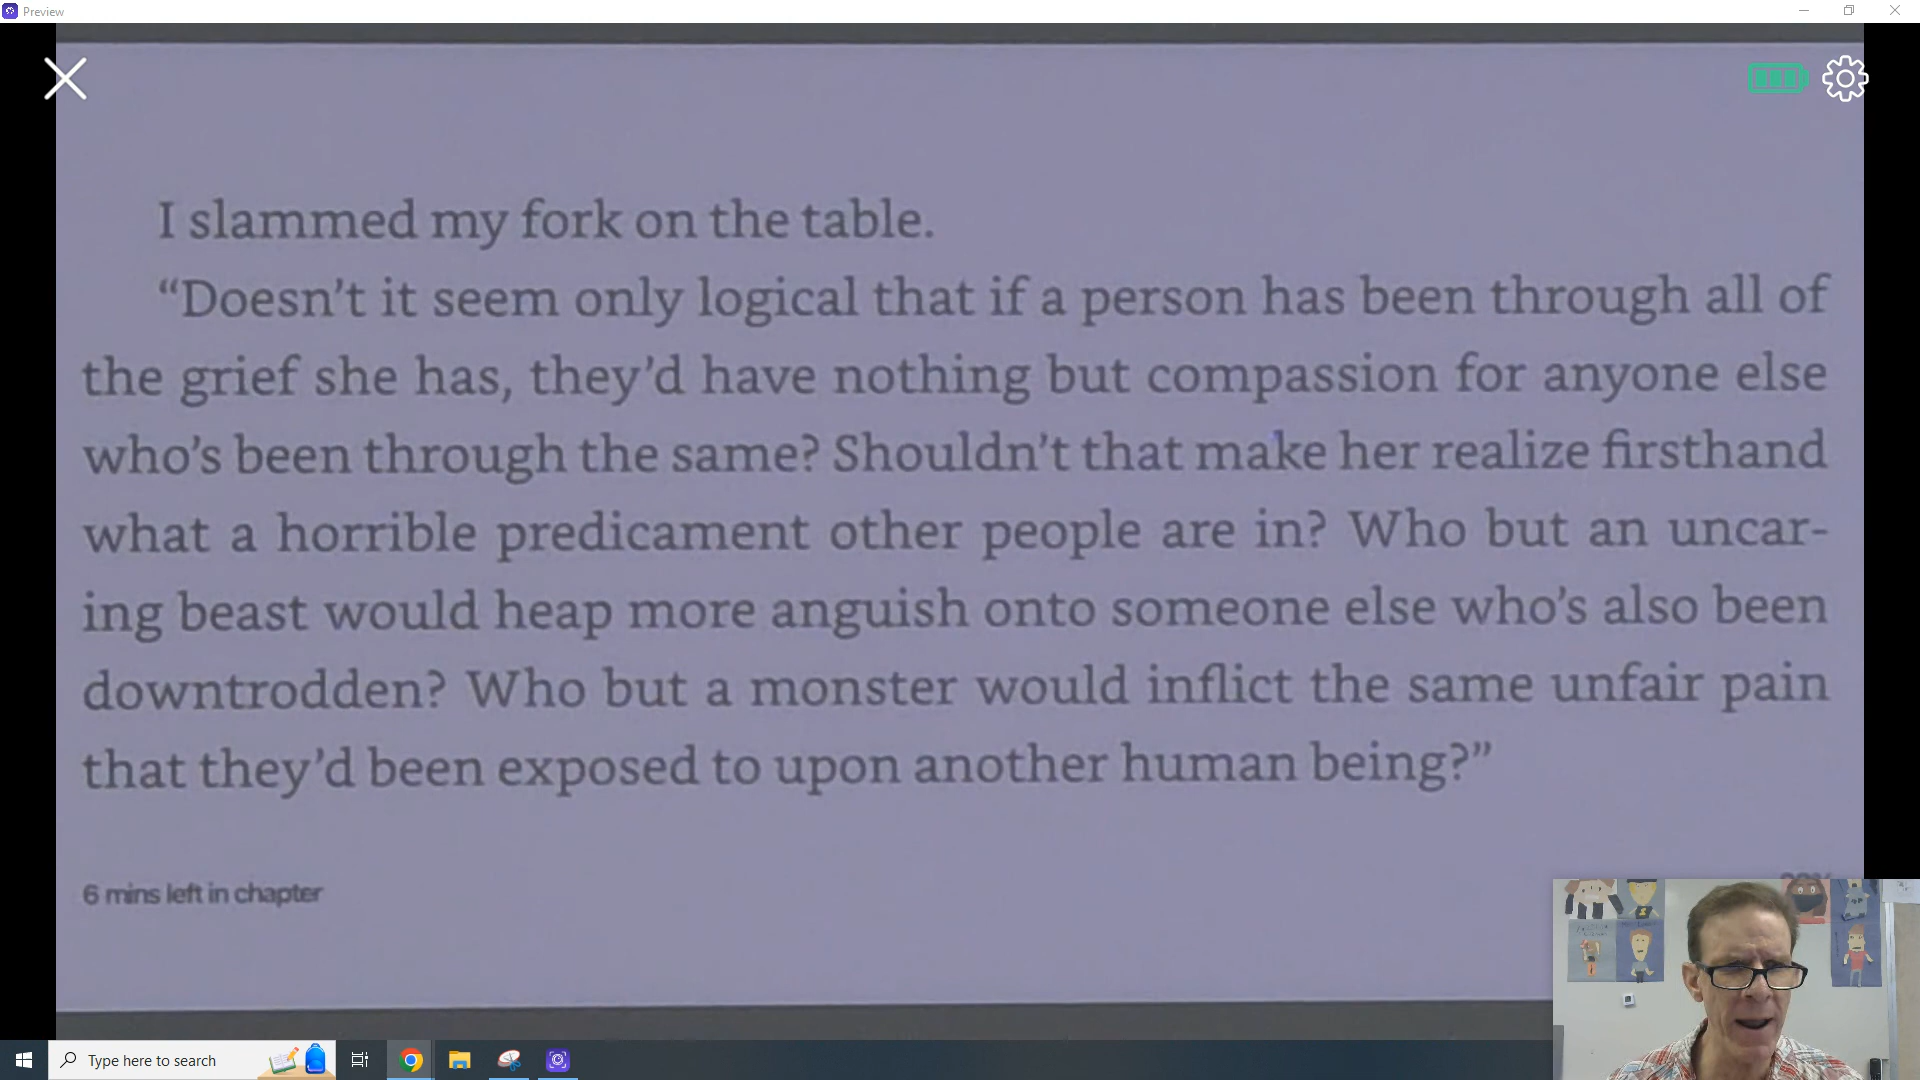 Preview
I slammed my fork on the table.
“Doesn’t it seem only logical that if a person has been through all of
the grief she has, they’d have nothing but compassion for anyone else
who’s been through the same? Shouldn’t that make her realize firsthand
what a horrible predicament other people are in? Who but an uncar-
ing beast would heap more anguish onto someone else who’s also been
downtrodden? Who but a monster would inflict the same unfair pain
that they’d been exposed to upon another human being?”
6 mins left in chapter
Type here to search